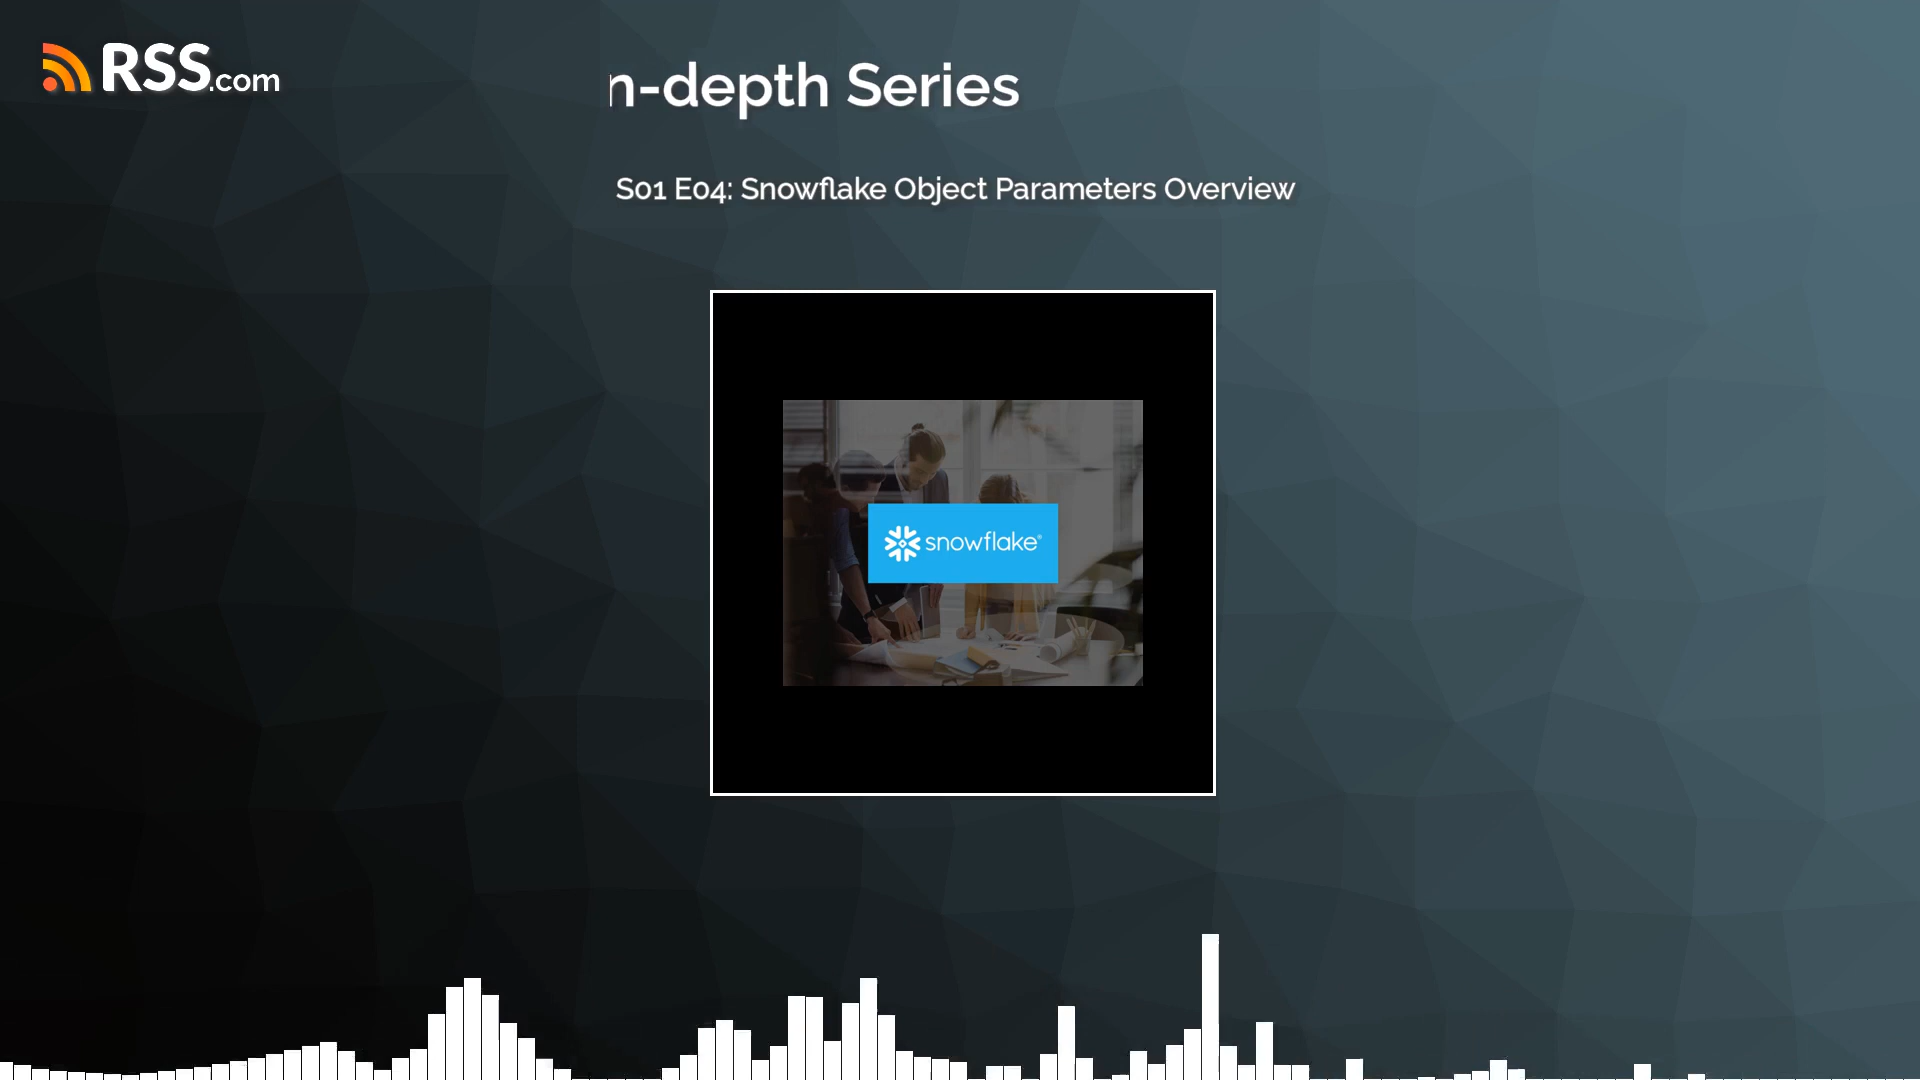 RSS.com
n-depth Series
S01 E04: Snowflake Object Parameters Overview
snowflake®